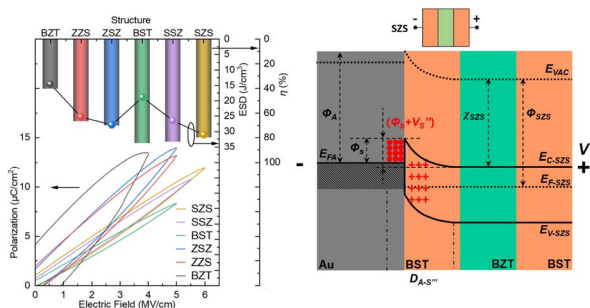 Structure
BZT ZZS ZSZ BST SSZ SZS
0
5
10
15
20
25
30
35
ESD (J/cm³)
0
20
40
60
80
100
η (%)
15
10
5
0
Polarization (μC/cm²)
SZS
SSZ
BST
ZSZ
ZZS
BZT
0 1 2 3 4 5 6 7
Electric Field (MV/cm)
SZS - +
E_VAC
Φ_A
χ_SZS
Φ_SZS
(Φ_b+V_S'')
Φ_s
E_FA
E_C-SZS
E_F-SZS
E_V-SZS
V
- +
Au BST BZT BST
D_A-S'''